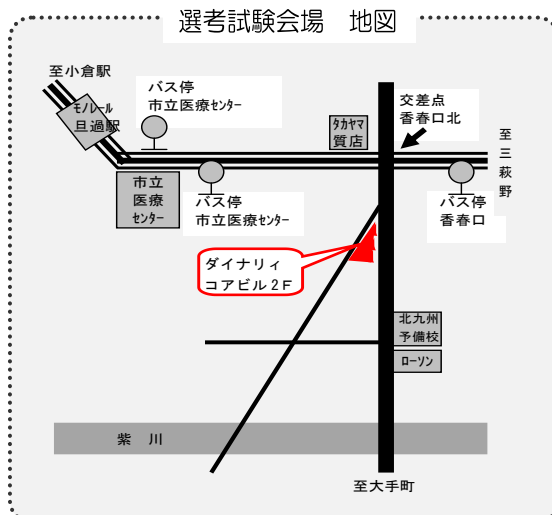 選考試験会場　地図
至小倉駅
バス停
市立医療センター
モノレール
旦過駅
タカヤマ
質店
交差点
香春口北
至三萩野
市立
医療
センター
バス停
市立医療センター
バス停
香春口
ダイナリィ
コアビル２Ｆ
北九州
予備校
ローソン
紫　川
至大手町